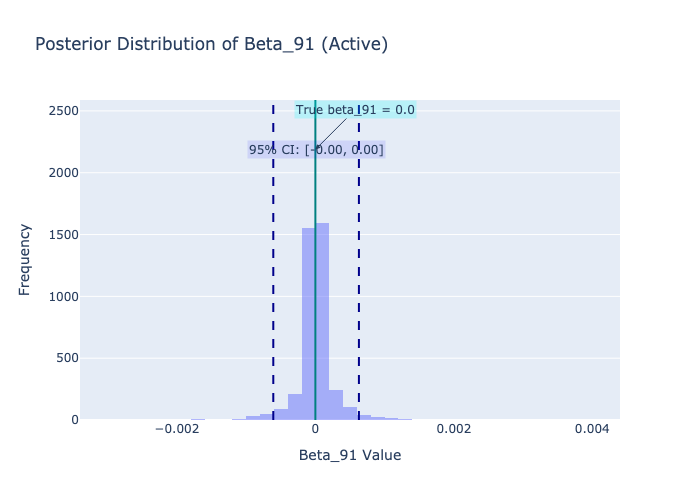 Posterior Distribution of Beta_91 (Active)
True beta_91 = 0.0
95% CI: [-0.00, 0.00]
2500
2000
1500
1000
500
0
Frequency
−0.002
0
0.002
0.004
Beta_91 Value